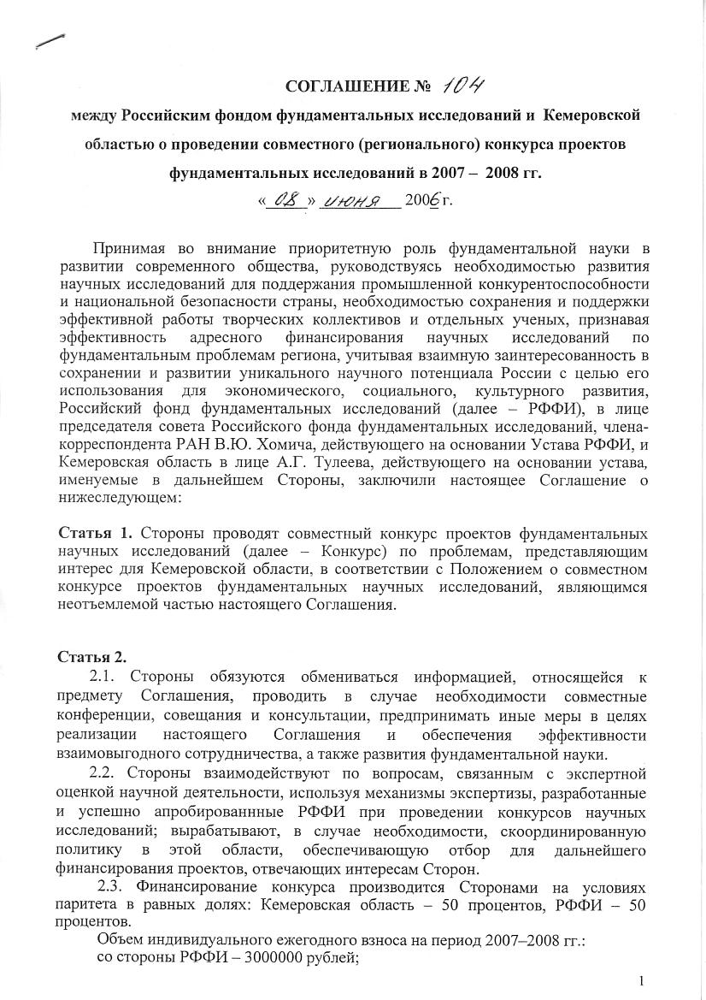 СОГЛАШЕНИЕ № 104
между Российским фондом фундаментальных исследований и Кемеровской
областью о проведении совместного (регионального) конкурса проектов
фундаментальных исследований в 2007 – 2008 гг.
«08» июня 2006 г.
Принимая во внимание приоритетную роль фундаментальной науки в
развитии современного общества, руководствуясь необходимостью развития
научных исследований для поддержания промышленной конкурентоспособности
и национальной безопасности страны, необходимостью сохранения и поддержки
эффективной работы творческих коллективов и отдельных ученых, признавая
эффективность адресного финансирования научных исследований по
фундаментальным проблемам региона, учитывая взаимную заинтересованность в
сохранении и развитии уникального научного потенциала России с целью его
использования для экономического, социального, культурного развития,
Российский фонд фундаментальных исследований (далее – РФФИ), в лице
председателя совета Российского фонда фундаментальных исследований, члена-
корреспондента РАН В.Ю. Хомича, действующего на основании Устава РФФИ, и
Кемеровская область в лице А.Г. Тулеева, действующего на основании устава,
именуемые в дальнейшем Стороны, заключили настоящее Соглашение о
нижеследующем:
Статья 1. Стороны проводят совместный конкурс проектов фундаментальных
научных исследований (далее – Конкурс) по проблемам, представляющим
интерес для Кемеровской области, в соответствии с Положением о совместном
конкурсе проектов фундаментальных научных исследований, являющимся
неотъемлемой частью настоящего Соглашения.
Статья 2.
2.1. Стороны обязуются обмениваться информацией, относящейся к
предмету Соглашения, проводить в случае необходимости совместные
конференции, совещания и консультации, предпринимать иные меры в целях
реализации настоящего Соглашения и обеспечения эффективности
взаимовыгодного сотрудничества, а также развития фундаментальной науки.
2.2. Стороны взаимодействуют по вопросам, связанным с экспертной
оценкой научной деятельности, используя механизмы экспертизы, разработанные
и успешно апробированнные РФФИ при проведении конкурсов научных
исследований; вырабатывают, в случае необходимости, скоординированную
политику в этой области, обеспечивающую отбор для дальнейшего
финансирования проектов, отвечающих интересам Сторон.
2.3. Финансирование конкурса производится Сторонами на условиях
паритета в равных долях: Кемеровская область – 50 процентов, РФФИ – 50
процентов.
Объем индивидуального ежегодного взноса на период 2007–2008 гг.:
со стороны РФФИ – 3000000 рублей;
1